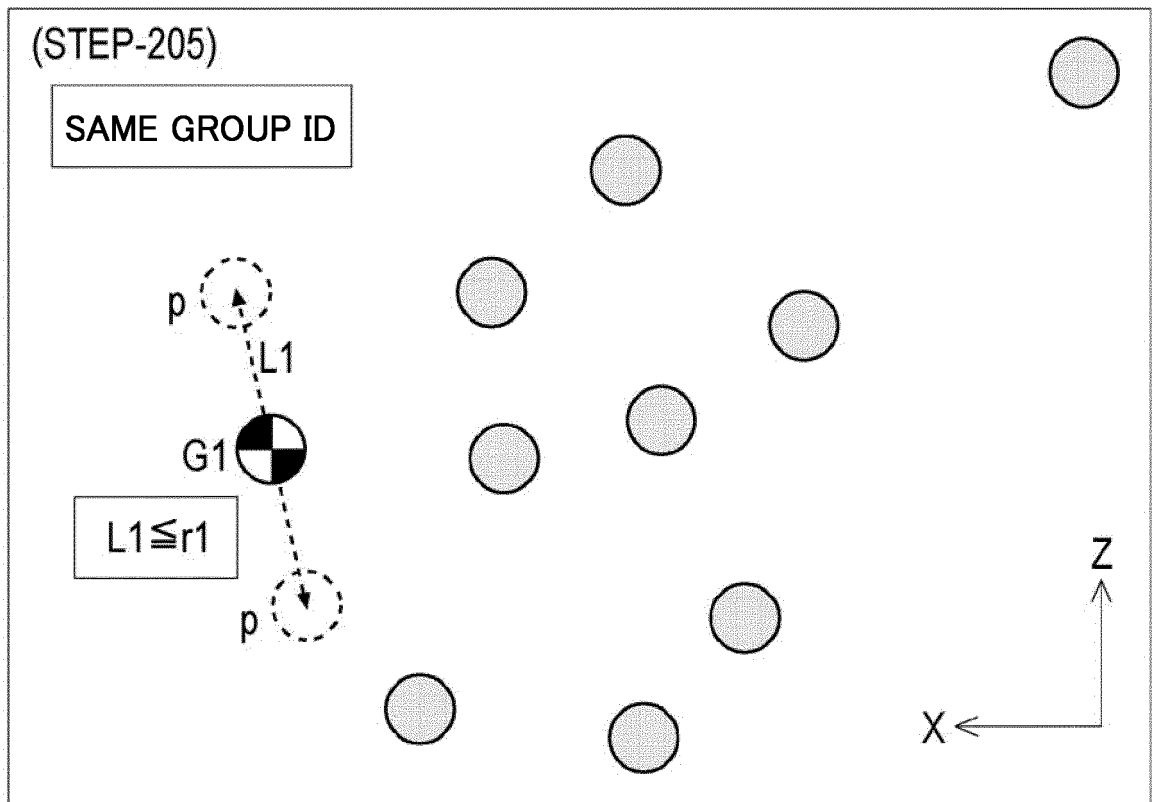 (STEP-205)
SAME GROUP ID
p
L1
G1
L1≦r1
p
Z
X